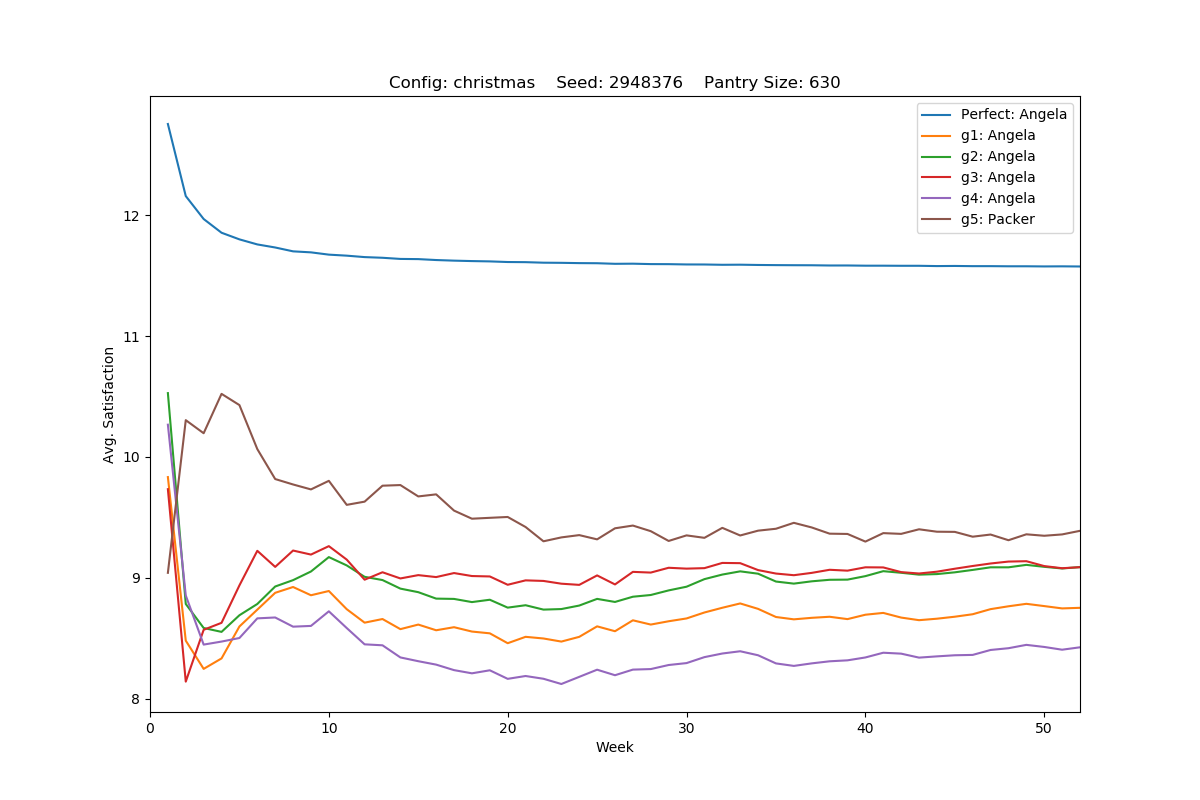 Config: christmas    Seed: 2948376    Pantry Size: 630
Perfect: Angela
g1: Angela
g2: Angela
g3: Angela
g4: Angela
g5: Packer
Avg. Satisfaction
12
11
10
9
8
0 10 20 30 40 50
Week